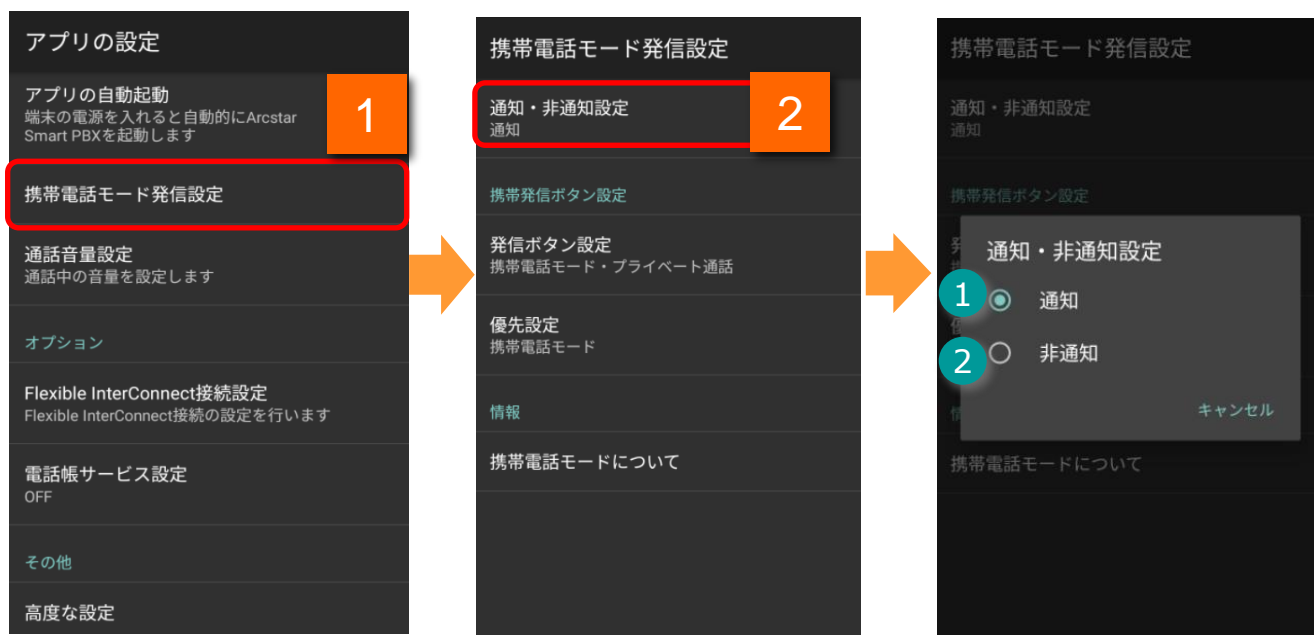 アプリの設定
アプリの自動起動
端末の電源を入れると自動的にArcstar
Smart PBXを起動します
1
携帯電話モード発信設定
通話音量設定
通話中の音量を設定します
オプション
Flexible InterConnect接続設定
Flexible InterConnect接続の設定を行います
電話帳サービス設定
OFF
その他
高度な設定
携帯電話モード発信設定
通知・非通知設定
通知
2
携帯発信ボタン設定
発信ボタン設定
携帯電話モード・プライベート通話
優先設定
携帯電話モード
情報
携帯電話モードについて
携帯電話モード発信設定
通知・非通知設定
通知
携帯発信ボタン設定
通知・非通知設定
1 通知
2 非通知
キャンセル
携帯電話モードについて